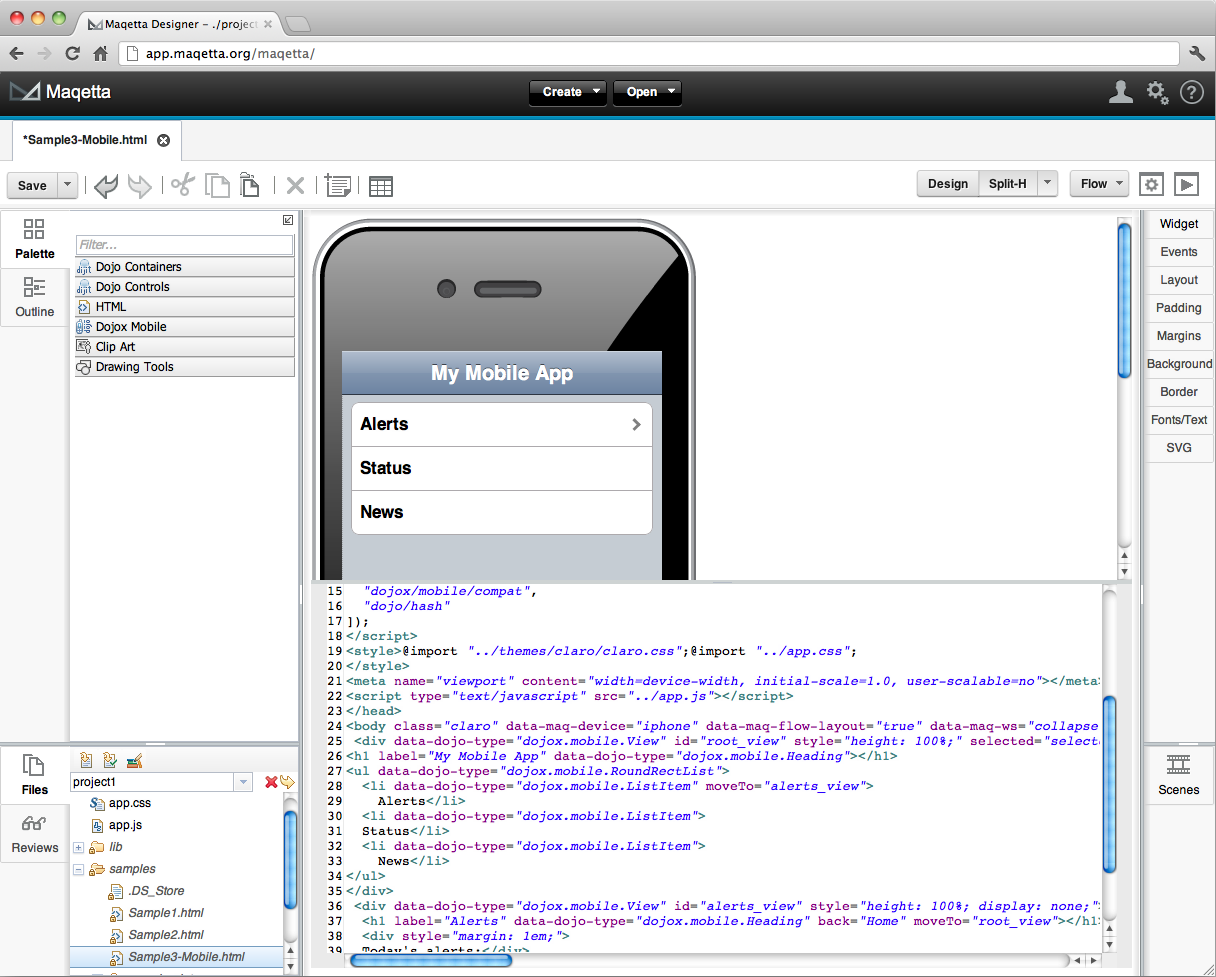 Maqetta Designer – ./project
app.maqetta.org/maqetta/
Maqetta
Create
Open
*Sample3-Mobile.html
Save
Design
Split-H
Flow
Palette
Outline
Filter...
Dojo Containers
Dojo Controls
HTML
Dojox Mobile
Clip Art
Drawing Tools
My Mobile App
Alerts
Status
News
Widget
Events
Layout
Padding
Margins
Background
Border
Fonts/Text
SVG
15 "dojox/mobile/compat",
16 "dojo/hash"
17 ]);
18 </script>
19 <style>@import "../themes/claro/claro.css";@import "../app.css";
20 </style>
21 <meta name="viewport" content="width=device-width, initial-scale=1.0, user-scalable=no"></meta>
22 <script type="text/javascript" src="../app.js"></script>
23 </head>
24 <body class="claro" data-maq-device="iphone" data-maq-flow-layout="true" data-maq-ws="collapse
25 <div data-dojo-type="dojox.mobile.View" id="root_view" style="height: 100%;" selected="selecte
26 <h1 label="My Mobile App" data-dojo-type="dojox.mobile.Heading"></h1>
27 <ul data-dojo-type="dojox.mobile.RoundRectList">
28 <li data-dojo-type="dojox.mobile.ListItem" moveTo="alerts_view">
29 Alerts</li>
30 <li data-dojo-type="dojox.mobile.ListItem">
31 Status</li>
32 <li data-dojo-type="dojox.mobile.ListItem">
33 News</li>
34 </ul>
35 </div>
36 <div data-dojo-type="dojox.mobile.View" id="alerts_view" style="height: 100%; display: none;"
37 <h1 label="Alerts" data-dojo-type="dojox.mobile.Heading" back="Home" moveTo="root_view"></h1>
38 <div style="margin: 1em;">
39 Today's alerts:</div>
Files
Reviews
project1
app.css
app.js
lib
samples
.DS_Store
Sample1.html
Sample2.html
Sample3-Mobile.html
Scenes